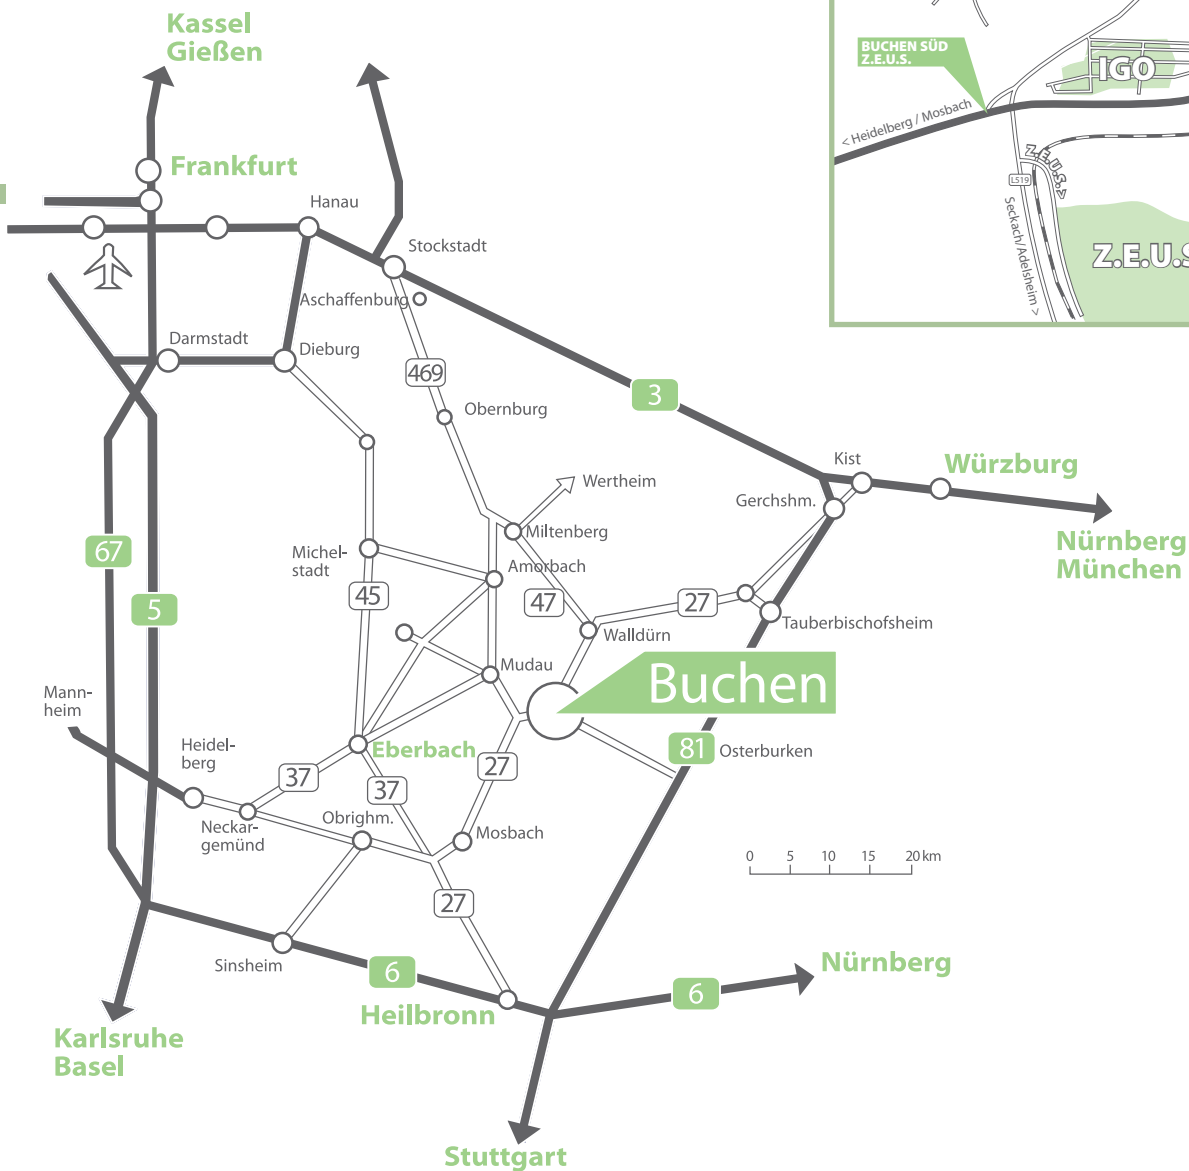 Kassel
Gießen
BUCHEN SÜD
Z.E.U.S.
IGO
< Heidelberg / Mosbach
Z.E.U.S. >
L519
Seckach/Adelsheim >
Z.E.U.S
Frankfurt
Hanau
Stockstadt
Aschaffenburg
Darmstadt
Dieburg
469
3
Obernburg
Kist
Würzburg
Wertheim
Gerchshm.
Miltenberg
Nürnberg
München
67
Michel-
stadt
Amorbach
5
45
47
27
Walldürn
Tauberbischofsheim
Mudau
Buchen
Mann-
heim
Heidel-
berg
Eberbach
81
Osterburken
37
37
27
Neckar-
gemünd
Obrighm.
Mosbach
0 5 10 15 20 km
27
Sinsheim
6
Heilbronn
6
Nürnberg
Karlsruhe
Basel
Stuttgart